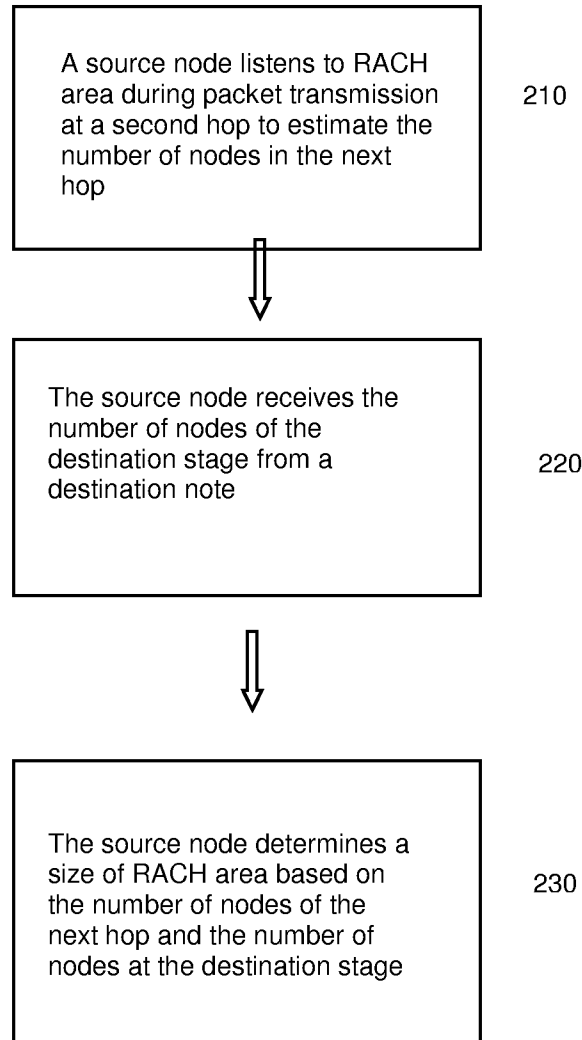 A source node listens to RACH
area during packet transmission
at a second hop to estimate the
number of nodes in the next
hop
210
The source node receives the
number of nodes of the
destination stage from a
destination note
220
The source node determines a
size of RACH area based on
the number of nodes of the
next hop and the number of
nodes at the destination stage
230